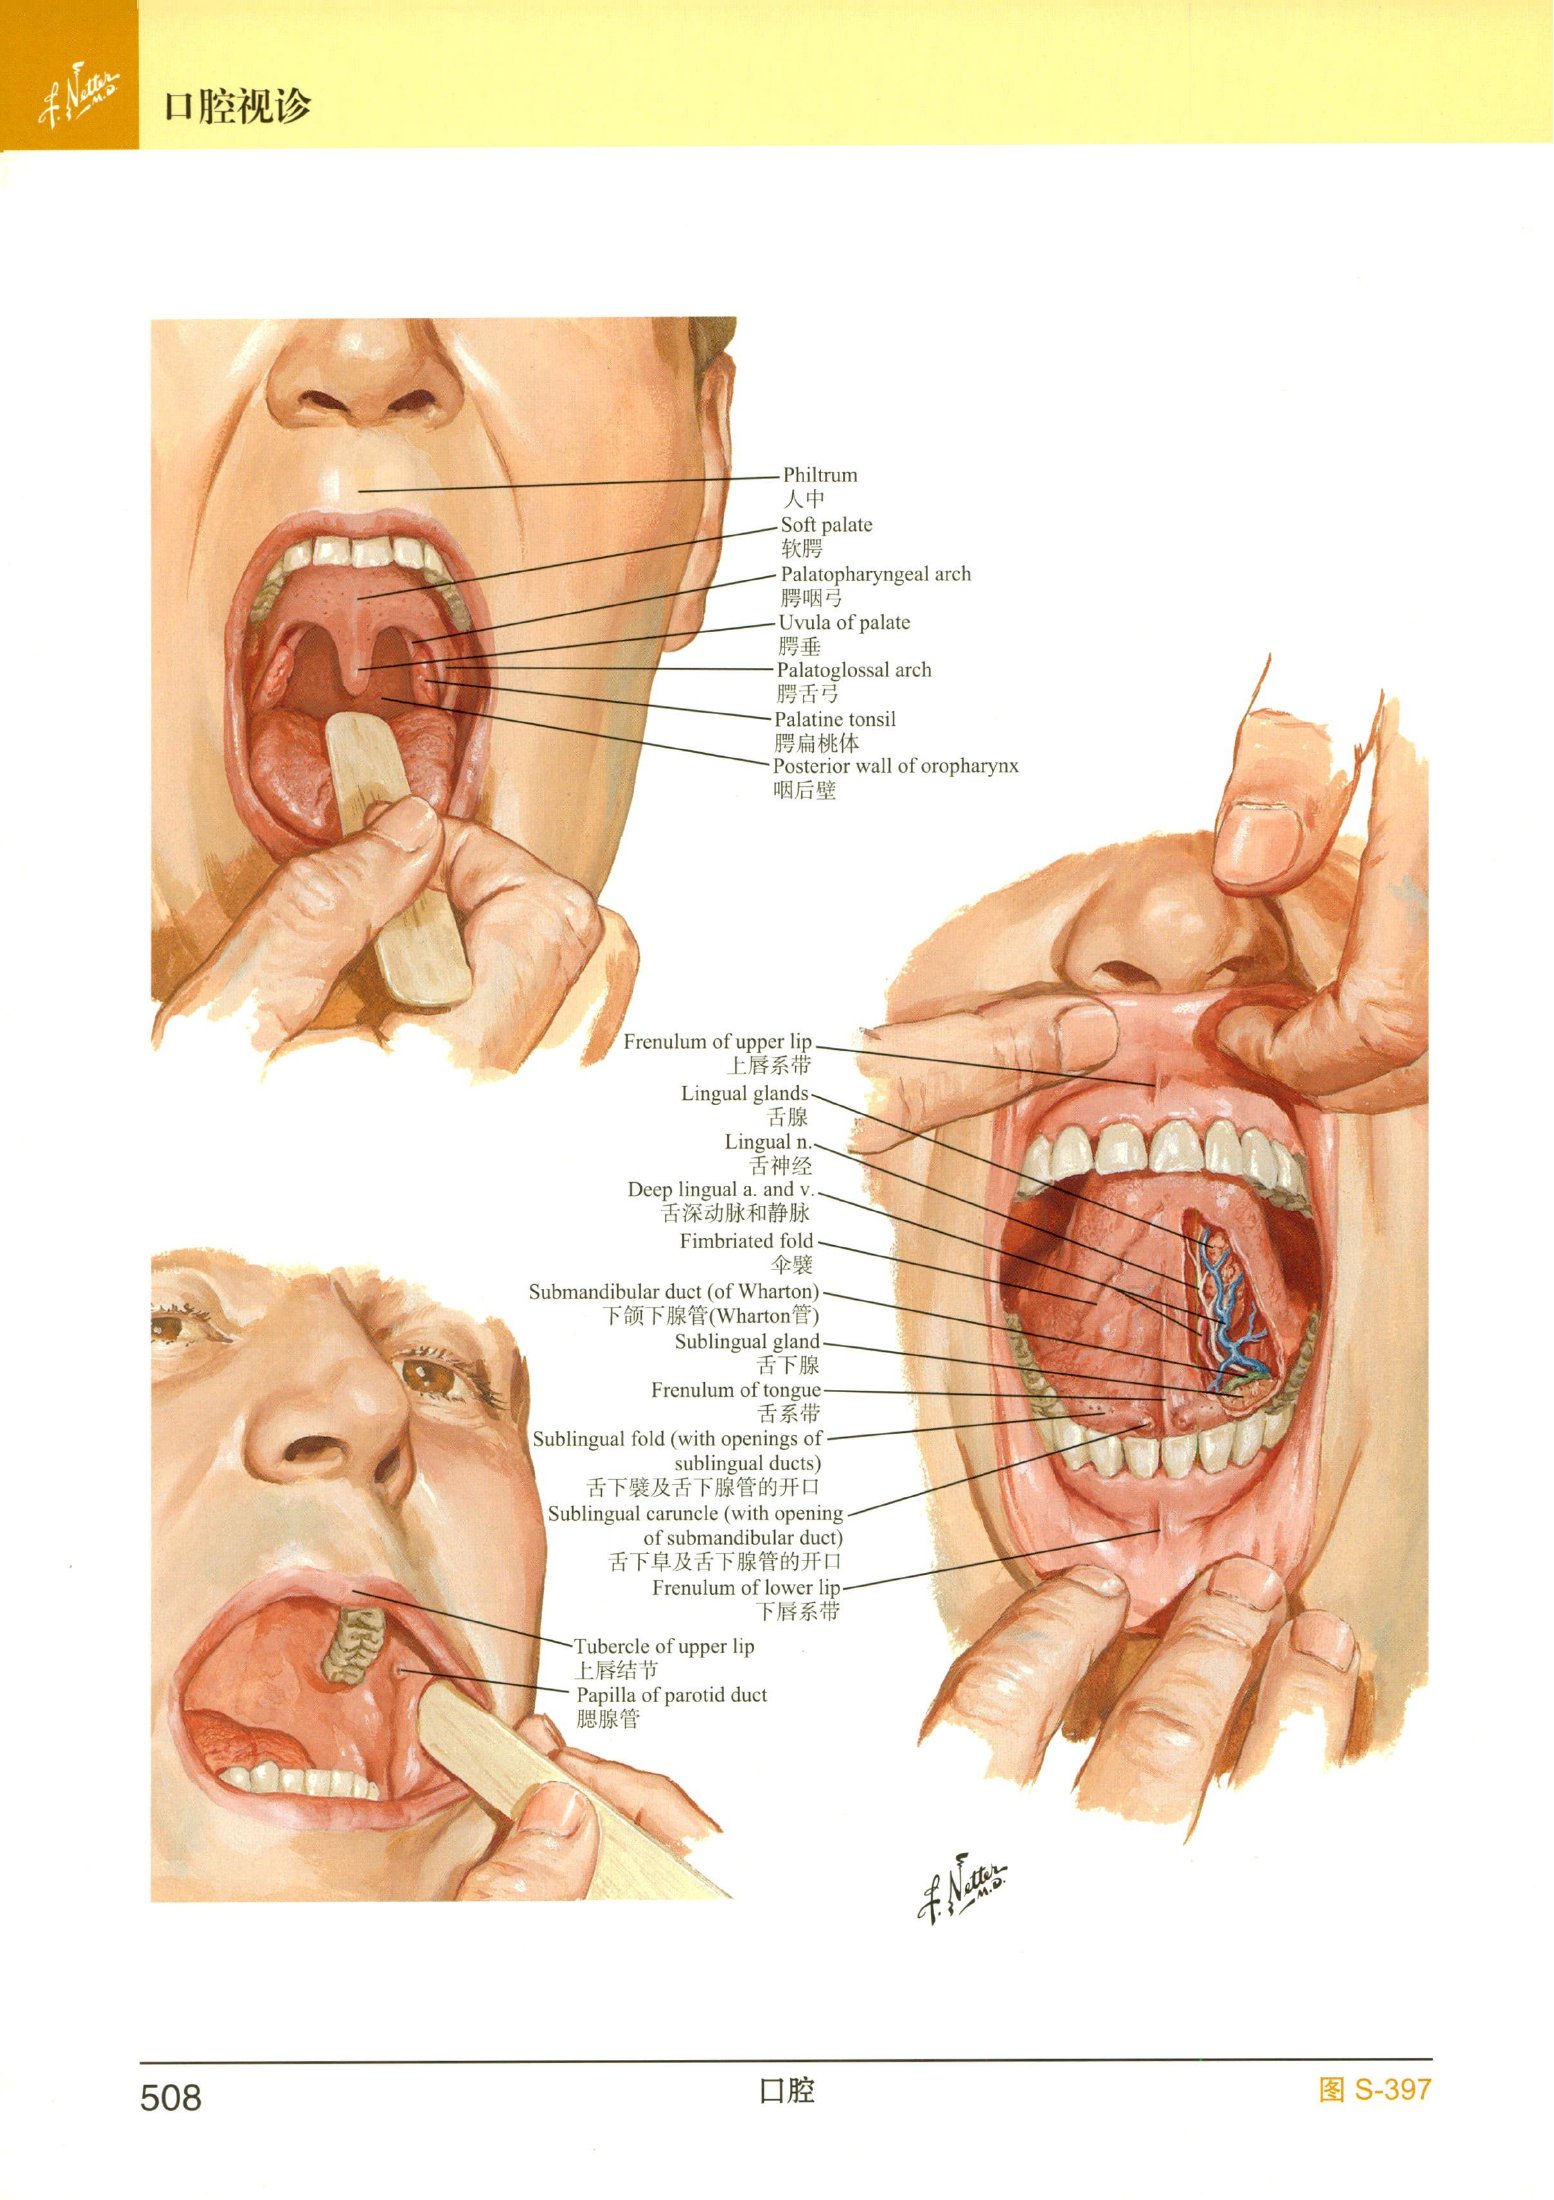 F. Netter M.D.
口腔视诊
Philtrum
人中
Soft palate
软腭
Palatopharyngeal arch
腭咽弓
Uvula of palate
腭垂
Palatoglossal arch
腭舌弓
Palatine tonsil
腭扁桃体
Posterior wall of oropharynx
咽后壁
Frenulum of upper lip
上唇系带
Lingual glands
舌腺
Lingual n.
舌神经
Deep lingual a. and v.
舌深动脉和静脉
Fimbriated fold
伞襞
Submandibular duct (of Wharton)
下颌下腺管(Wharton管)
Sublingual gland
舌下腺
Frenulum of tongue
舌系带
Sublingual fold (with openings of
sublingual ducts)
舌下襞及舌下腺管的开口
Sublingual caruncle (with opening
of submandibular duct)
舌下阜及舌下腺管的开口
Frenulum of lower lip
下唇系带
Tubercle of upper lip
上唇结节
Papilla of parotid duct
腮腺管
F. Netter M.D.
508
口腔
图 S-397